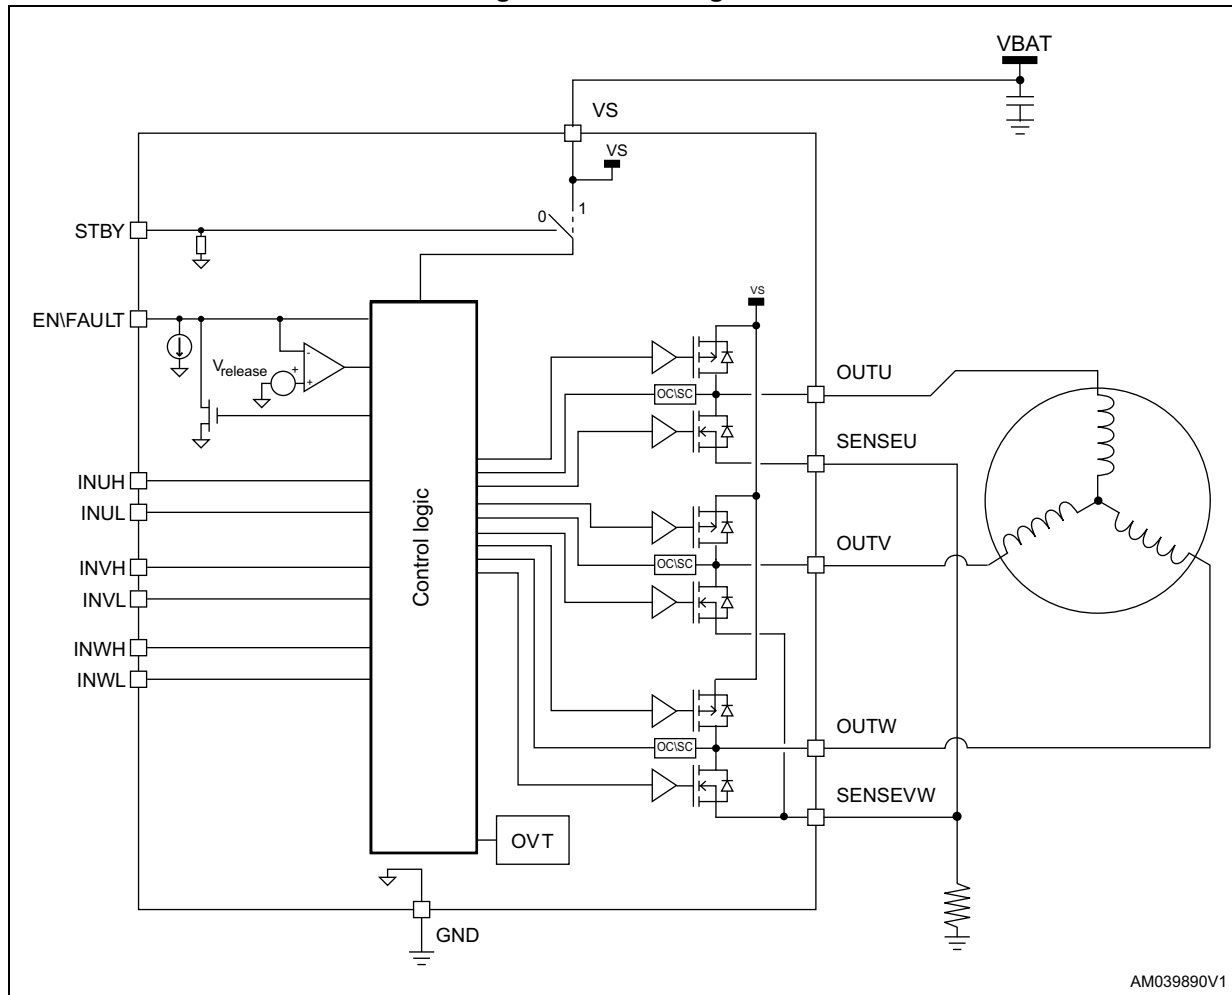 VBAT
VS
VS
0 1
STBY
EN\FAULT
Vrelease
+
-
+
VS
OC\SC
OUTU
SENSEU
INUH
INUL
Control logic
OC\SC
OUTV
INVH
INVL
INWH
INWL
OC\SC
OUTW
SENSEVW
OVT
GND
AM039890V1